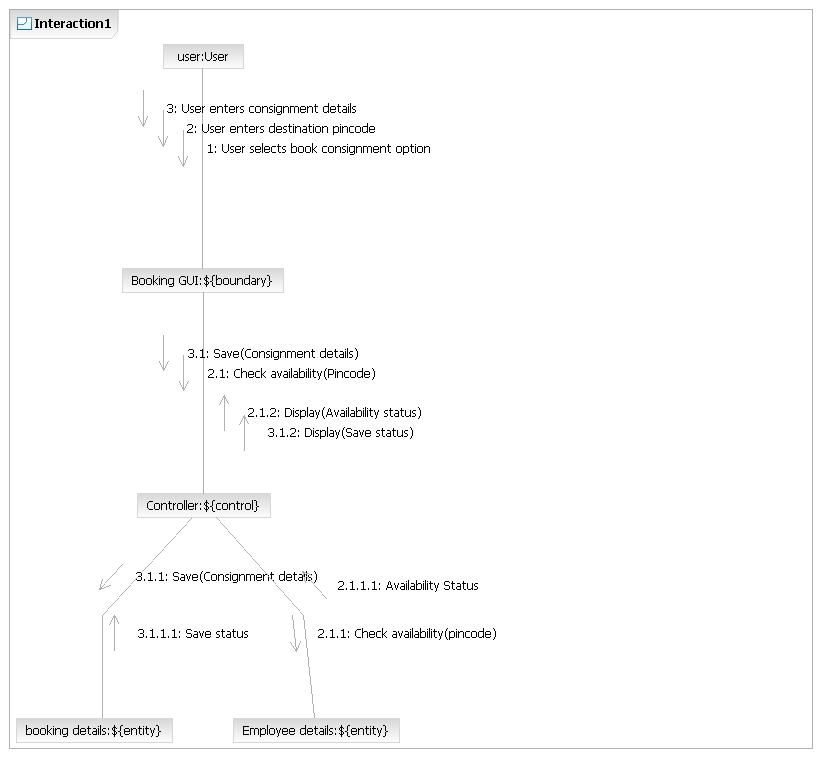 Interaction1
user:User
3: User enters consignment details
2: User enters destination pincode
1: User selects book consignment option
Booking GUI:${boundary}
3.1: Save(Consignment details)
2.1: Check availability(Pincode)
2.1.2: Display(Availability status)
3.1.2: Display(Save status)
Controller:${control}
3.1.1: Save(Consignment details)
2.1.1.1: Availability Status
3.1.1.1: Save status
2.1.1: Check availability(pincode)
booking details:${entity}
Employee details:${entity}